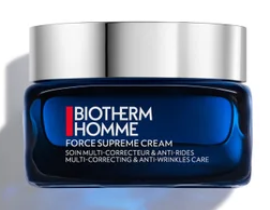 BIOTHERM
HOMME
FORCE SUPREME CREAM
SOIN MULTI-CORRECTEUR & ANTI-RIDES
MULTI-CORRECTING & ANTI-WRINKLES CARE